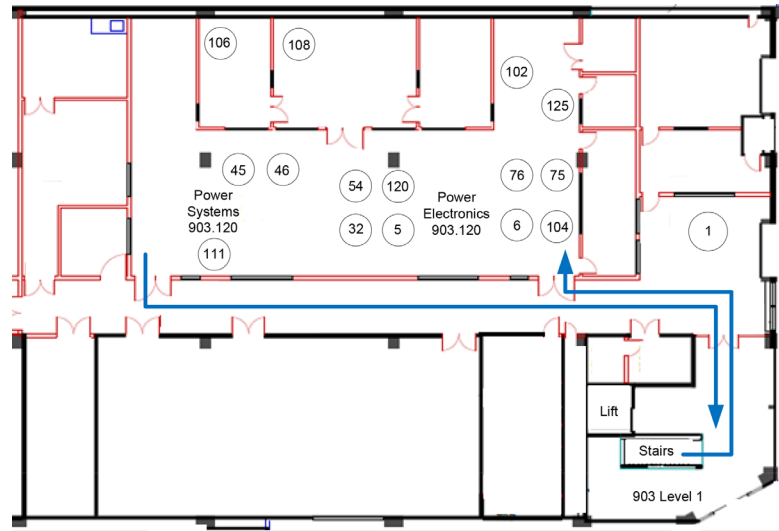 106
108
102
125
45
46
54
120
76
75
Power
Systems
903.120
Power
Electronics
903.120
32
5
6
104
111
1
Lift
Stairs
903 Level 1